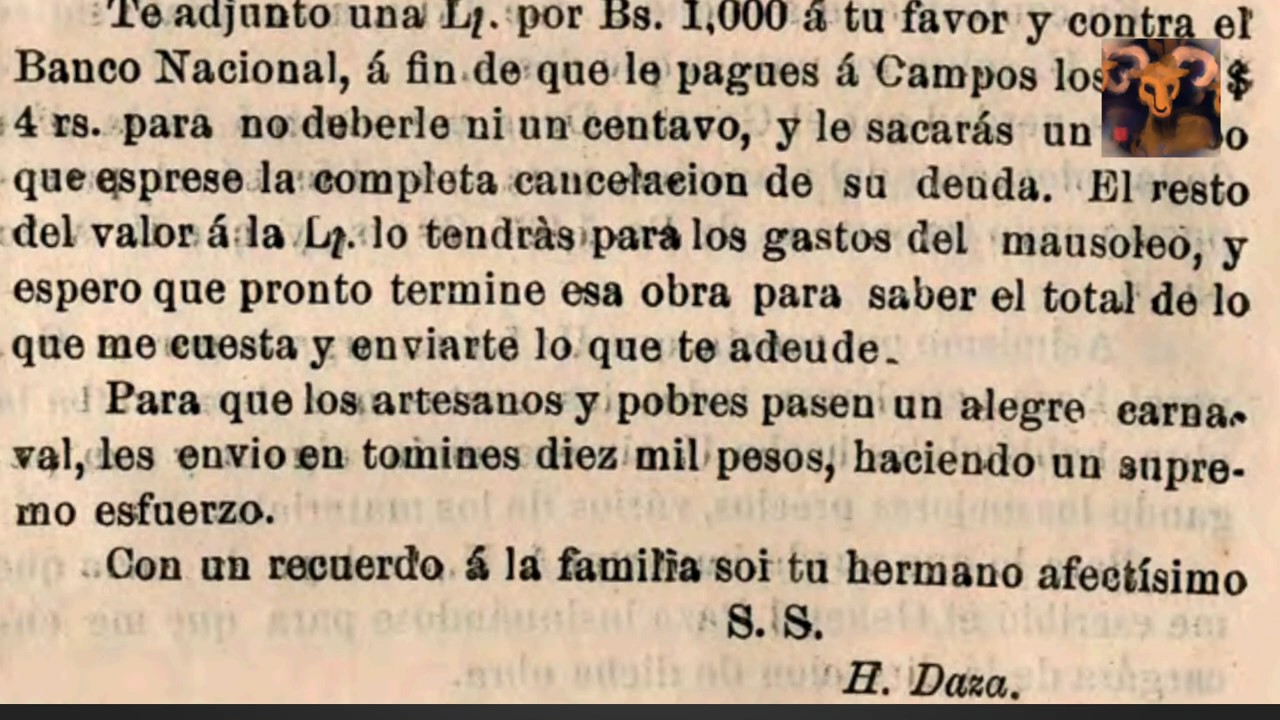 Te adjunto una L₁. por Bs. 1,000 á tu favor y contra el
Banco Nacional, á fin de que le pagues á Campos los $
4 rs. para no deberle ni un centavo, y le sacarás un
que esprese la completa cancelacion de su deuda. El resto
del valor á la L₁. lo tendràs para los gastos del mausoleo, y
espero que pronto termine esa obra para saber el total de lo
que me cuesta y enviarte lo que te adeude.
Para que los artesanos y pobres pasen un alegre carna-
val, les envio en tomines diez mil pesos, haciendo un supre-
mo esfuerzo.
Con un recuerdo á la familia soi tu hermano afectísimo
S. S.
H. Daza.